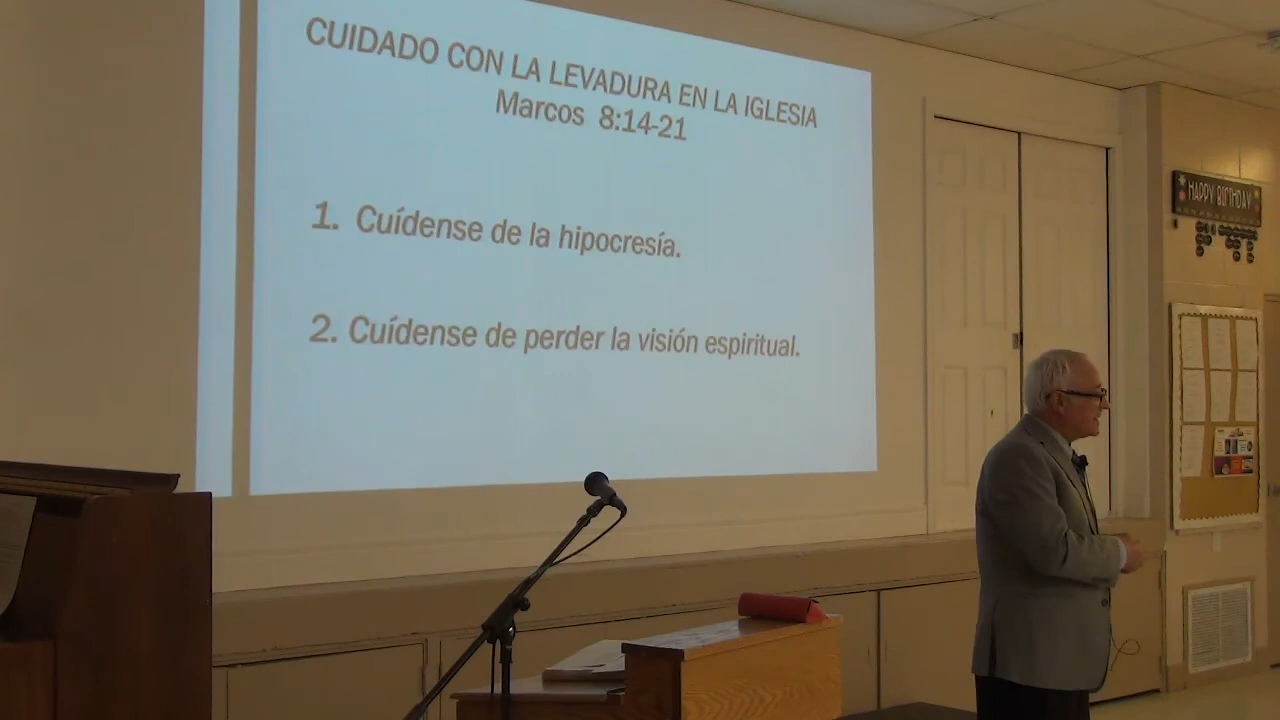 CUIDADO CON LA LEVADURA EN LA IGLESIA
Marcos 8:14-21
1. Cuídense de la hipocresía.
2. Cuídense de perder la visión espiritual.
HAPPY BIRTHDAY